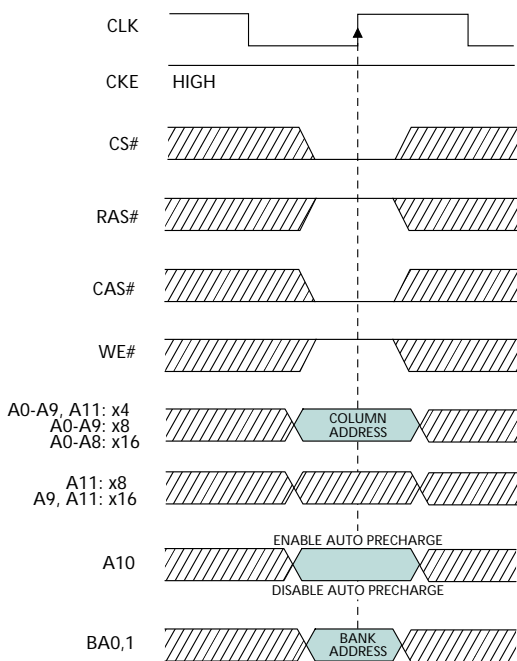 CLK
CKE HIGH
CS#
RAS#
CAS#
WE#
A0-A9, A11: x4
A0-A9: x8
A0-A8: x16
COLUMN
ADDRESS
A11: x8
A9, A11: x16
ENABLE AUTO PRECHARGE
A10
DISABLE AUTO PRECHARGE
BA0,1
BANK
ADDRESS